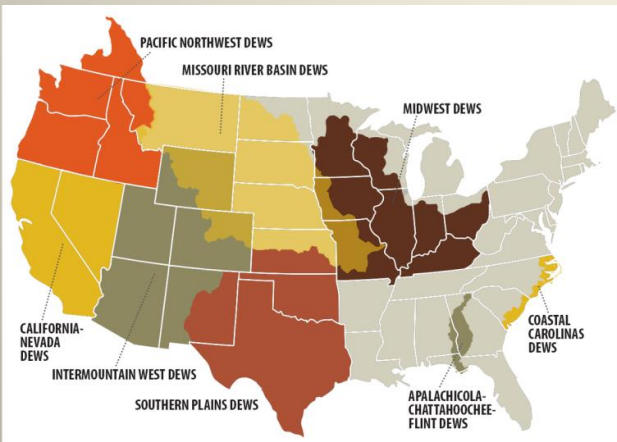 PACIFIC NORTHWEST DEWS
MISSOURI RIVER BASIN DEWS
MIDWEST DEWS
CALIFORNIA-
NEVADA
DEWS
INTERMOUNTAIN WEST DEWS
SOUTHERN PLAINS DEWS
COASTAL
CAROLINAS
DEWS
APALACHICOLA-
CHATTAHOOCHEE-
FLINT DEWS